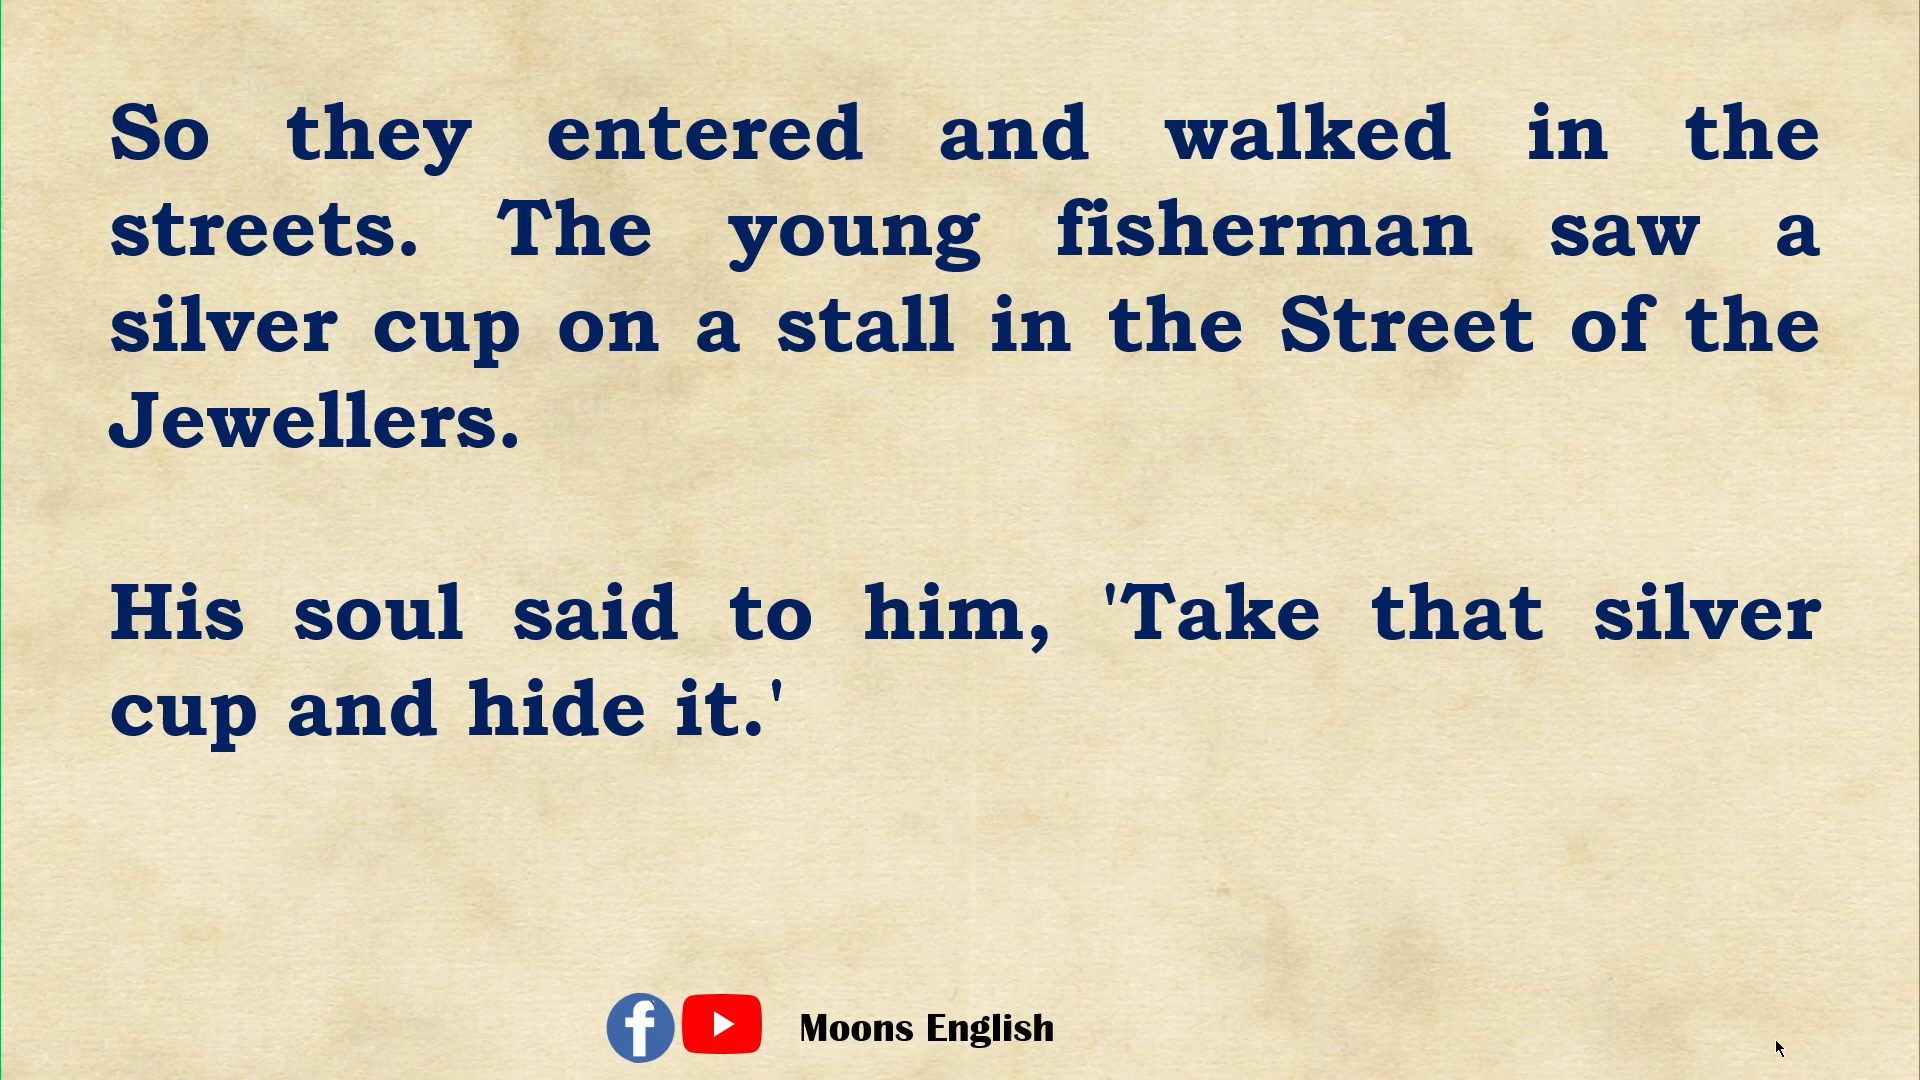 So they entered and walked in the
streets. The young fisherman saw a
silver cup on a stall in the Street of the
Jewellers.
His soul said to him, 'Take that silver
cup and hide it.'
Moons English